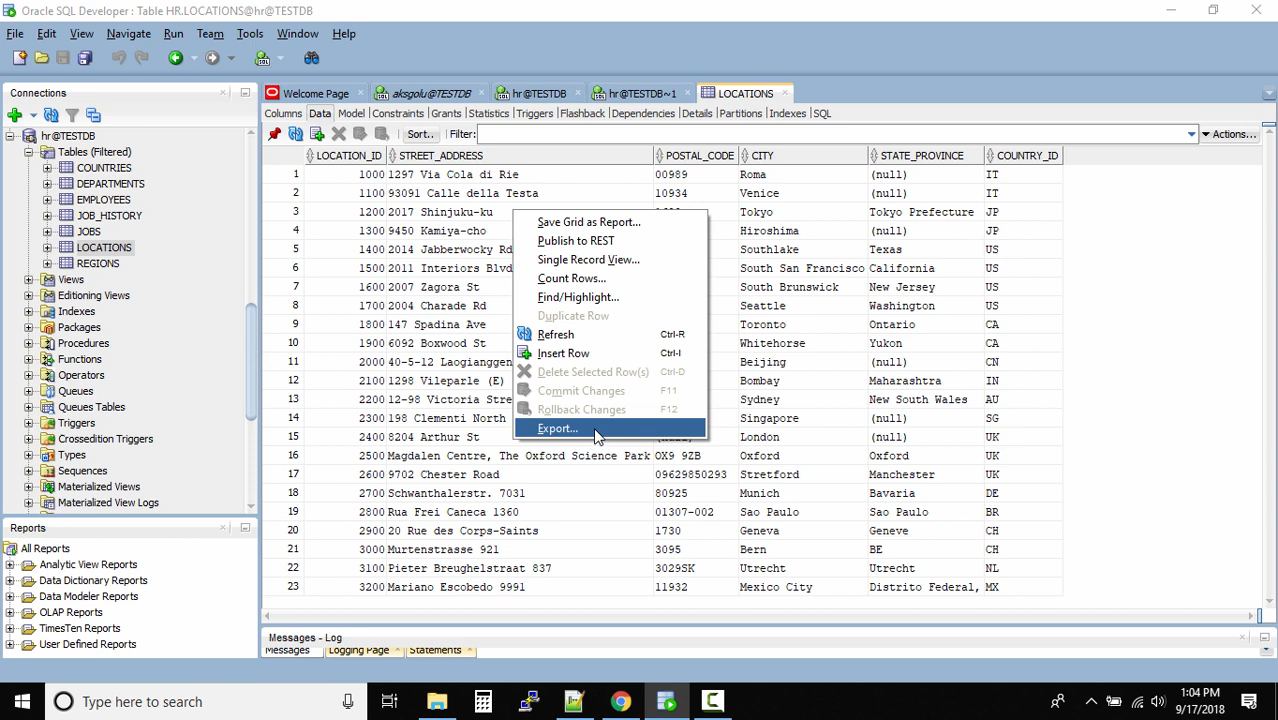 Oracle SQL Developer : Table HR.LOCATIONS@hr@TESTDB
File Edit View Navigate Run Team Tools Window Help
Connections
hr@TESTDB
Tables (Filtered)
COUNTRIES
DEPARTMENTS
EMPLOYEES
JOB_HISTORY
JOBS
LOCATIONS
REGIONS
Views
Editioning Views
Indexes
Packages
Procedures
Functions
Operators
Queues
Queues Tables
Triggers
Crossedition Triggers
Types
Sequences
Materialized Views
Materialized View Logs
Reports
All Reports
Analytic View Reports
Data Dictionary Reports
Data Modeler Reports
OLAP Reports
TimesTen Reports
User Defined Reports
Welcome Page aksgolu@TESTDB hr@TESTDB hr@TESTDB~1 LOCATIONS
Columns Data Model Constraints Grants Statistics Triggers Flashback Dependencies Details Partitions Indexes SQL
Sort.. Filter: Actions...
LOCATION_ID STREET_ADDRESS POSTAL_CODE CITY STATE_PROVINCE COUNTRY_ID
1 1000 1297 Via Cola di Rie 00989 Roma (null) IT
2 1100 93091 Calle della Testa 10934 Venice (null) IT
3 1200 2017 Shinjuku-ku Tokyo Tokyo Prefecture JP
4 1300 9450 Kamiya-cho Hiroshima (null) JP
5 1400 2014 Jabberwocky Rd Southlake Texas US
6 1500 2011 Interiors Blvd South San Francisco California US
7 1600 2007 Zagora St South Brunswick New Jersey US
8 1700 2004 Charade Rd Seattle Washington US
9 1800 147 Spadina Ave Toronto Ontario CA
10 1900 6092 Boxwood St Whitehorse Yukon CA
11 2000 40-5-12 Laogianggen Beijing (null) CN
12 2100 1298 Vileparle (E) Bombay Maharashtra IN
13 2200 12-98 Victoria Stre Sydney New South Wales AU
14 2300 198 Clementi North Singapore (null) SG
15 2400 8204 Arthur St (null) London (null) UK
16 2500 Magdalen Centre, The Oxford Science Park OX9 9ZB Oxford Oxford UK
17 2600 9702 Chester Road 09629850293 Stretford Manchester UK
18 2700 Schwanthalerstr. 7031 80925 Munich Bavaria DE
19 2800 Rua Frei Caneca 1360 01307-002 Sao Paulo Sao Paulo BR
20 2900 20 Rue des Corps-Saints 1730 Geneva Geneve CH
21 3000 Murtenstrasse 921 3095 Bern BE CH
22 3100 Pieter Breughelstraat 837 3029SK Utrecht Utrecht NL
23 3200 Mariano Escobedo 9991 11932 Mexico City Distrito Federal, MX
Save Grid as Report...
Publish to REST
Single Record View...
Count Rows...
Find/Highlight...
Duplicate Row
Refresh Ctrl-R
Insert Row Ctrl-I
Delete Selected Row(s) Ctrl-D
Commit Changes F11
Rollback Changes F12
Export...
Messages - Log
Messages Logging Page Statements
Type here to search
1:04 PM
9/17/2018